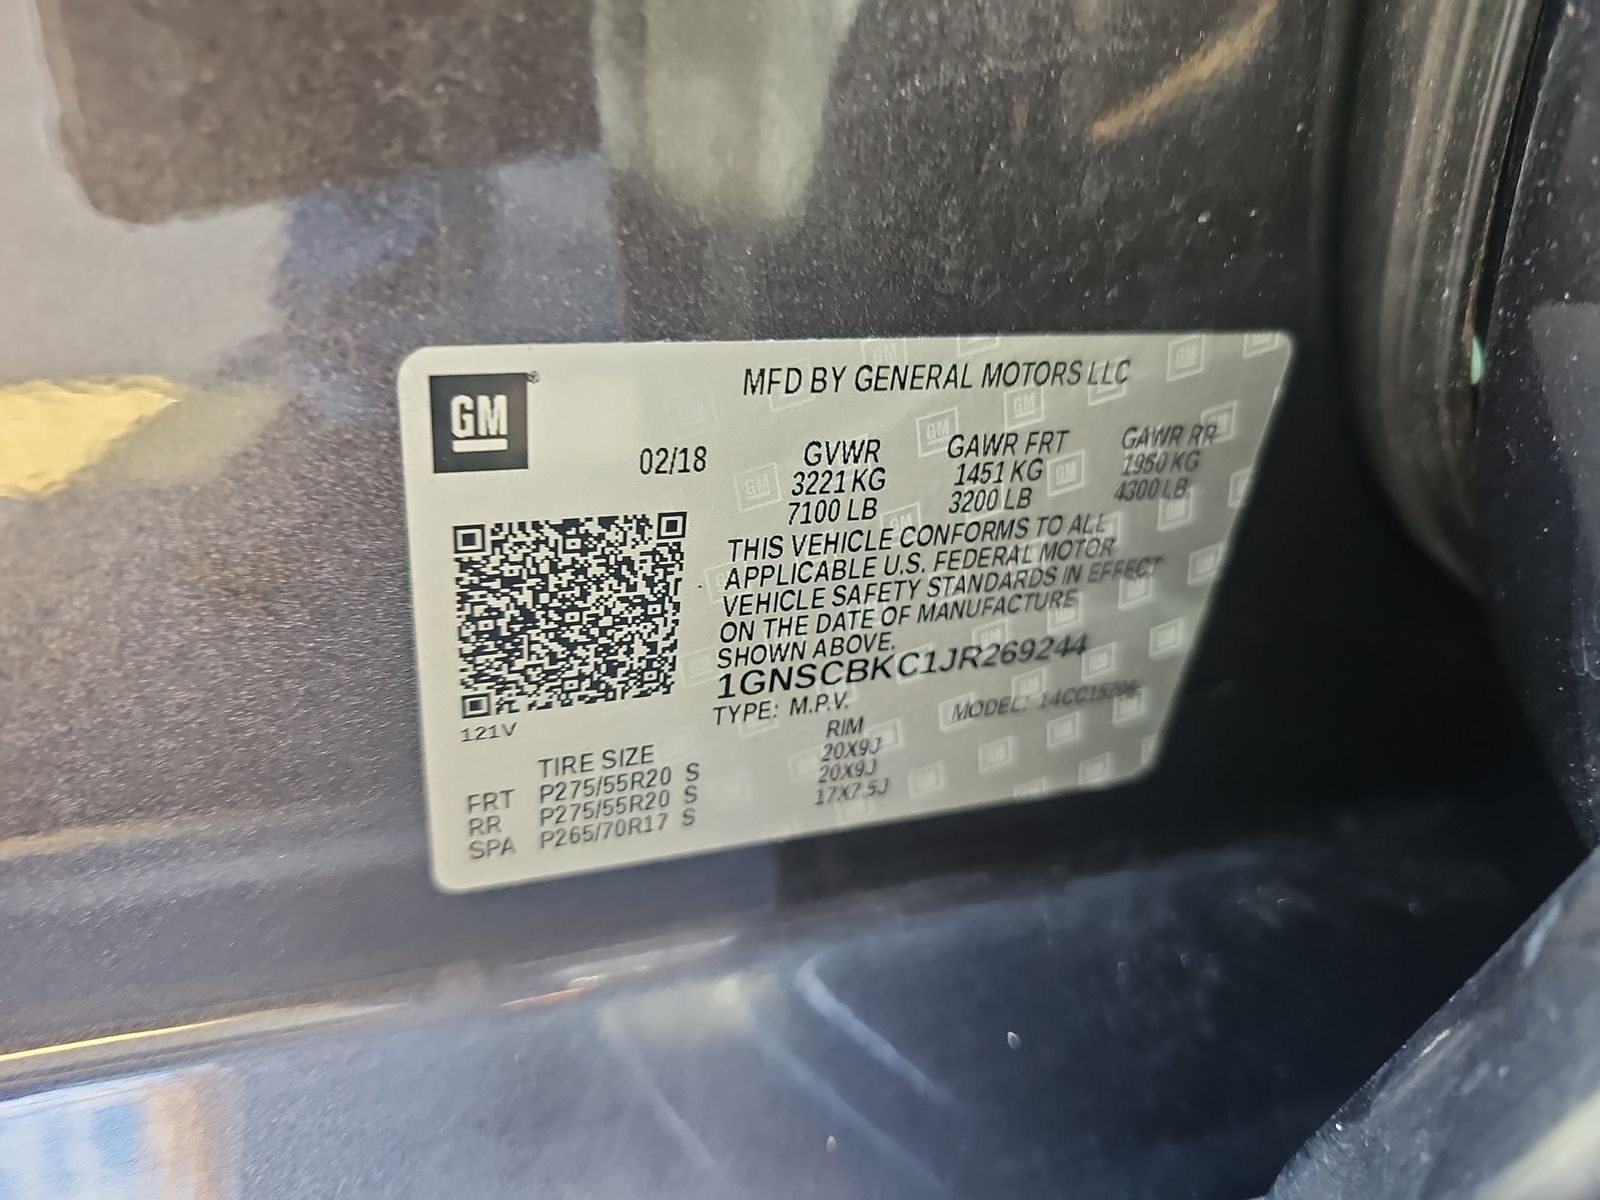 GM
MFD BY GENERAL MOTORS LLC
02/18
GVWR GAWR FRT GAWR RR
3221 KG 1451 KG 1950 KG
7100 LB 3200 LB 4300 LB
THIS VEHICLE CONFORMS TO ALL
APPLICABLE U.S. FEDERAL MOTOR
VEHICLE SAFETY STANDARDS IN EFFECT
ON THE DATE OF MANUFACTURE
SHOWN ABOVE.
1GNSCBKC1JR269244
TYPE: M.P.V. MODEL: 14CC15706
121V
TIRE SIZE RIM
FRT P275/55R20 S 20X9J
RR P275/55R20 S 20X9J
SPA P265/70R17 S 17X7.5J